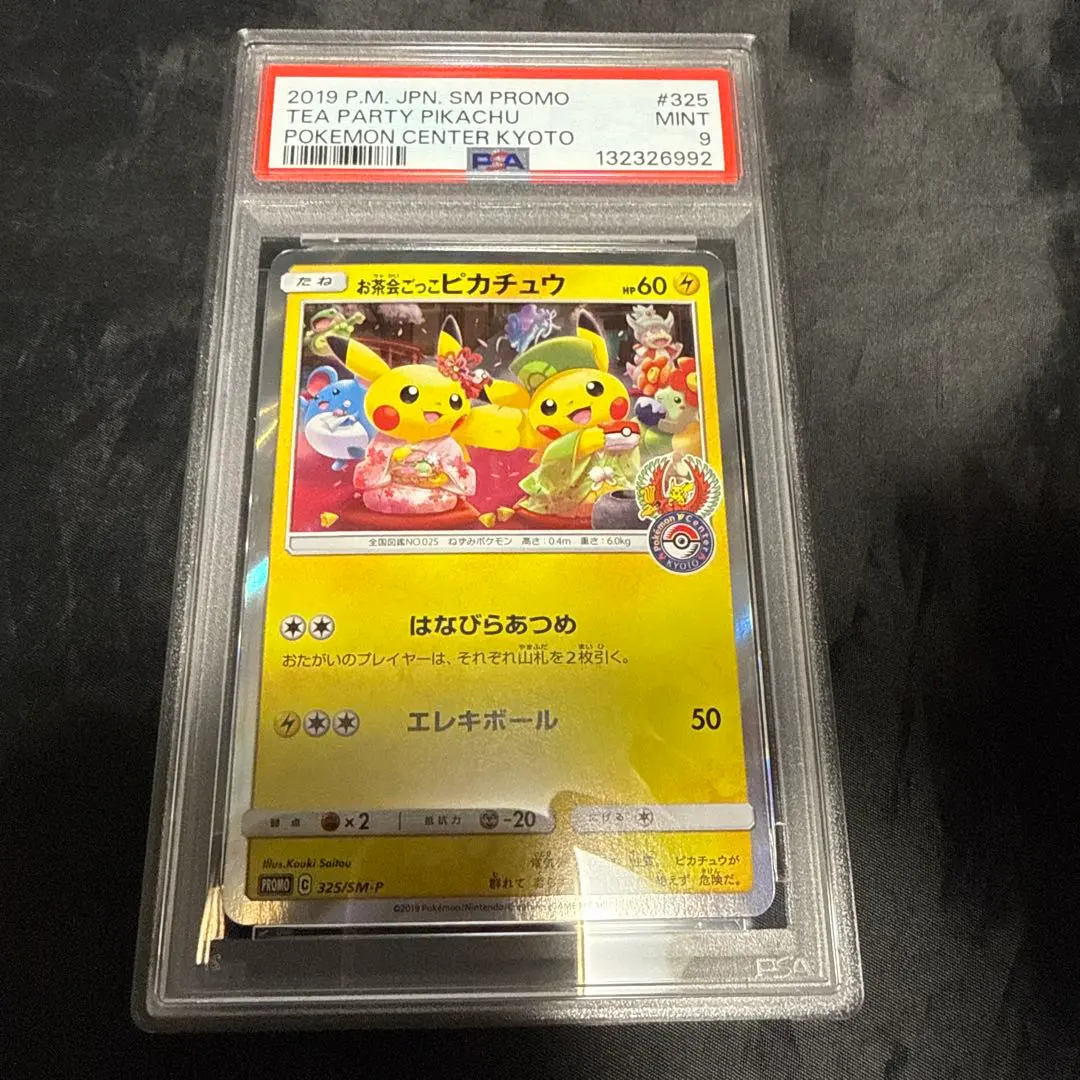 2019 P.M. JPN. SM PROMO #325
TEA PARTY PIKACHU MINT
POKEMON CENTER KYOTO 9
PSA 132326992
たね お茶会ごっこピカチュウ HP60
Pokémon Center
KYOTO
全国図鑑NO.025 ねずみポケモン 高さ:0.4m 重さ:6.0kg
はなびらあつめ
おたがいのプレイヤーは、それぞれ山札を2枚引く。
エレキボール 50
弱点 ×2 抵抗力 -20 にげる
Illus.Kouki Saitou
ピカチュウが
PROMO C 325/SM-P 群れて 絶えず 危険だ。
©2019 Pokémon/Nintendo/Creatures/GAME
PSA